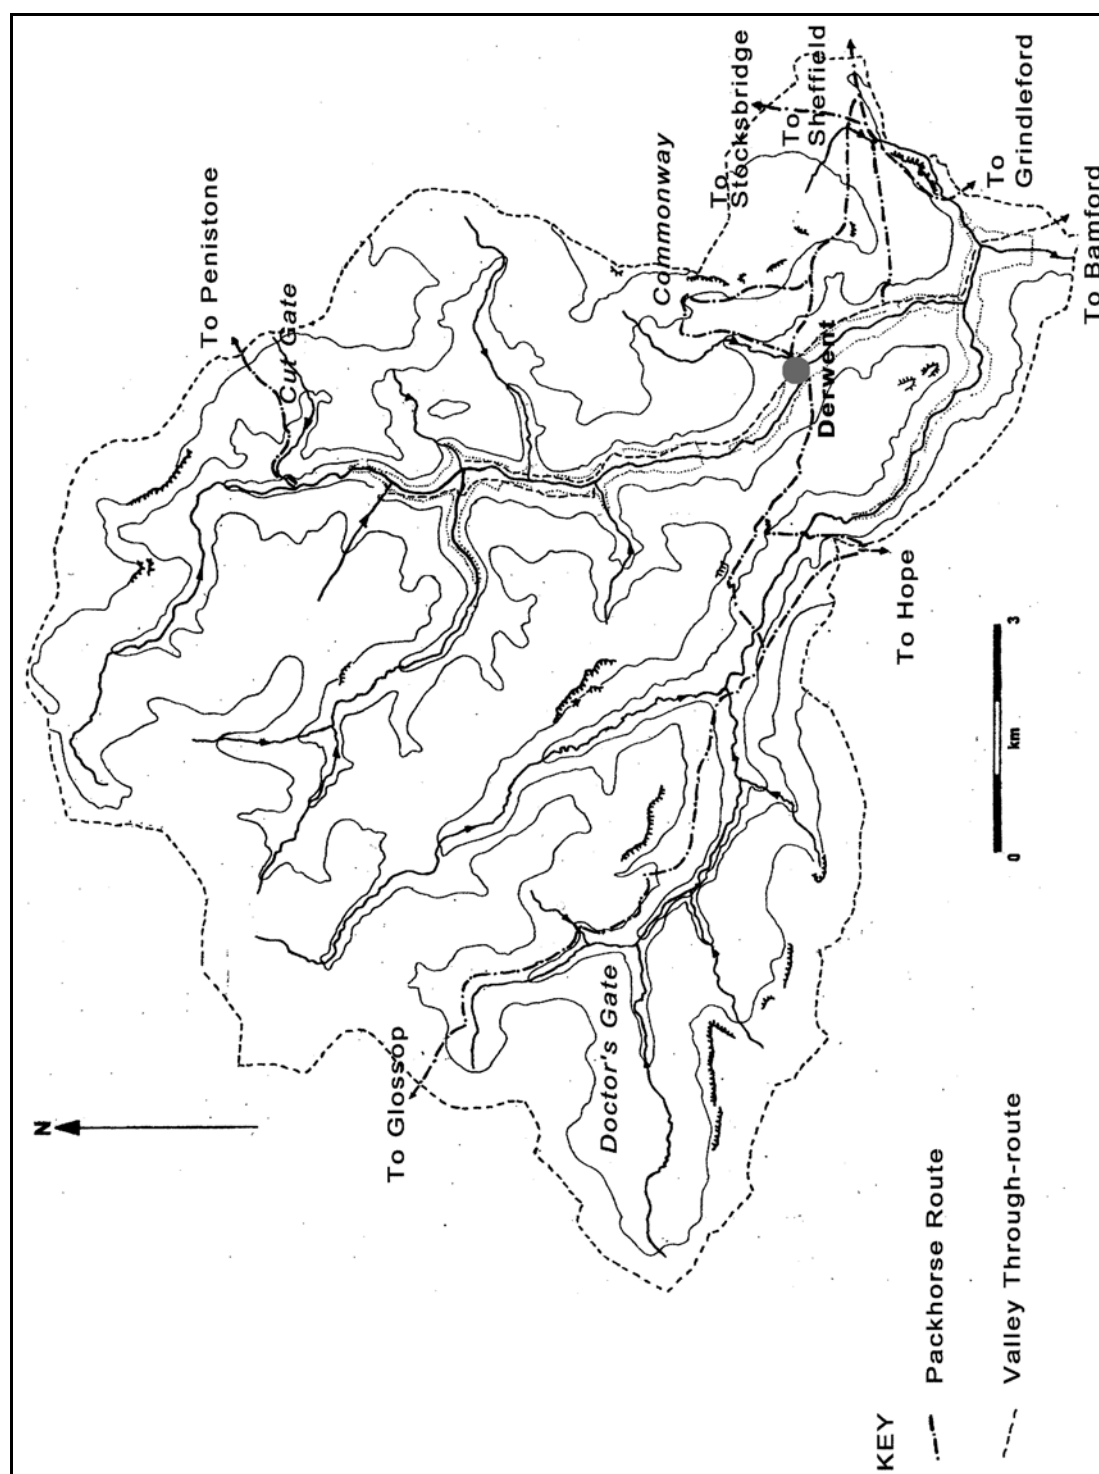 N
To Penistone
Cut Gate
Commonway
To
Stocksbridge
To
Sheffield
To
Grindleford
To Bamford
Derwent
To Hope
To Glossop
Doctor's Gate
0 km 3
KEY
Packhorse Route
Valley Through-route